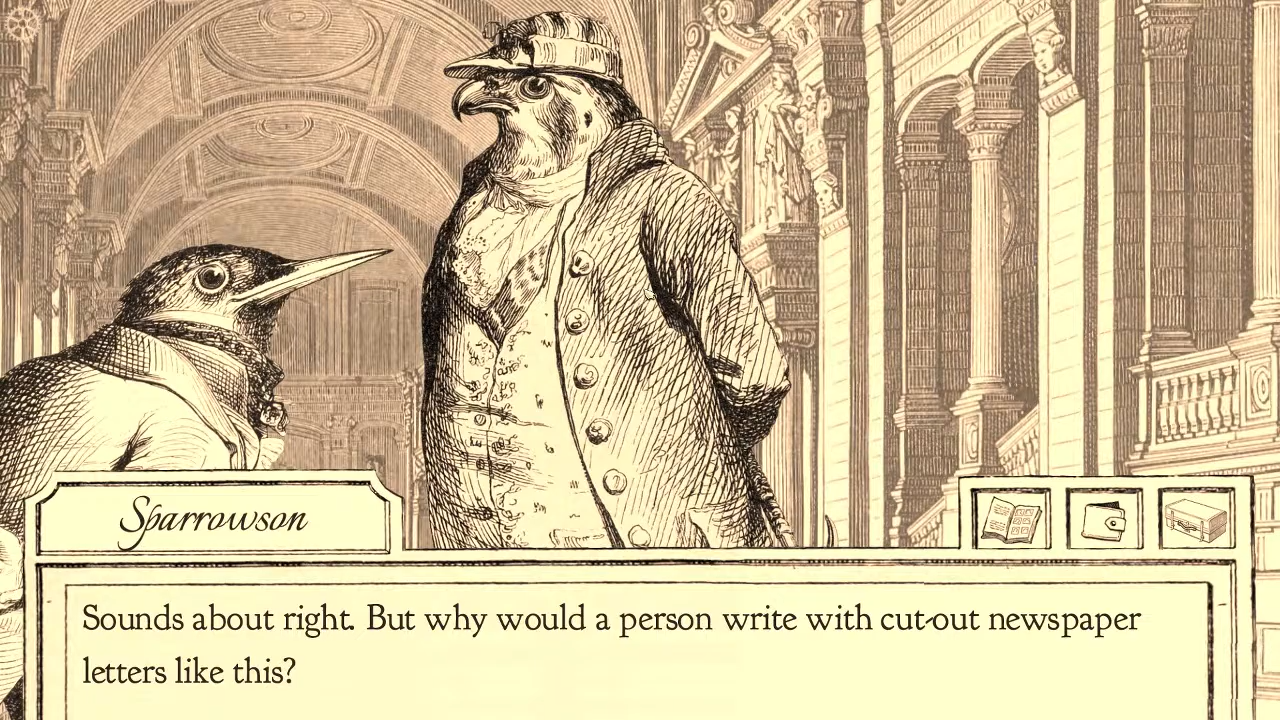 Sparrowson
Sounds about right. But why would a person write with cut-out newspaper
letters like this?